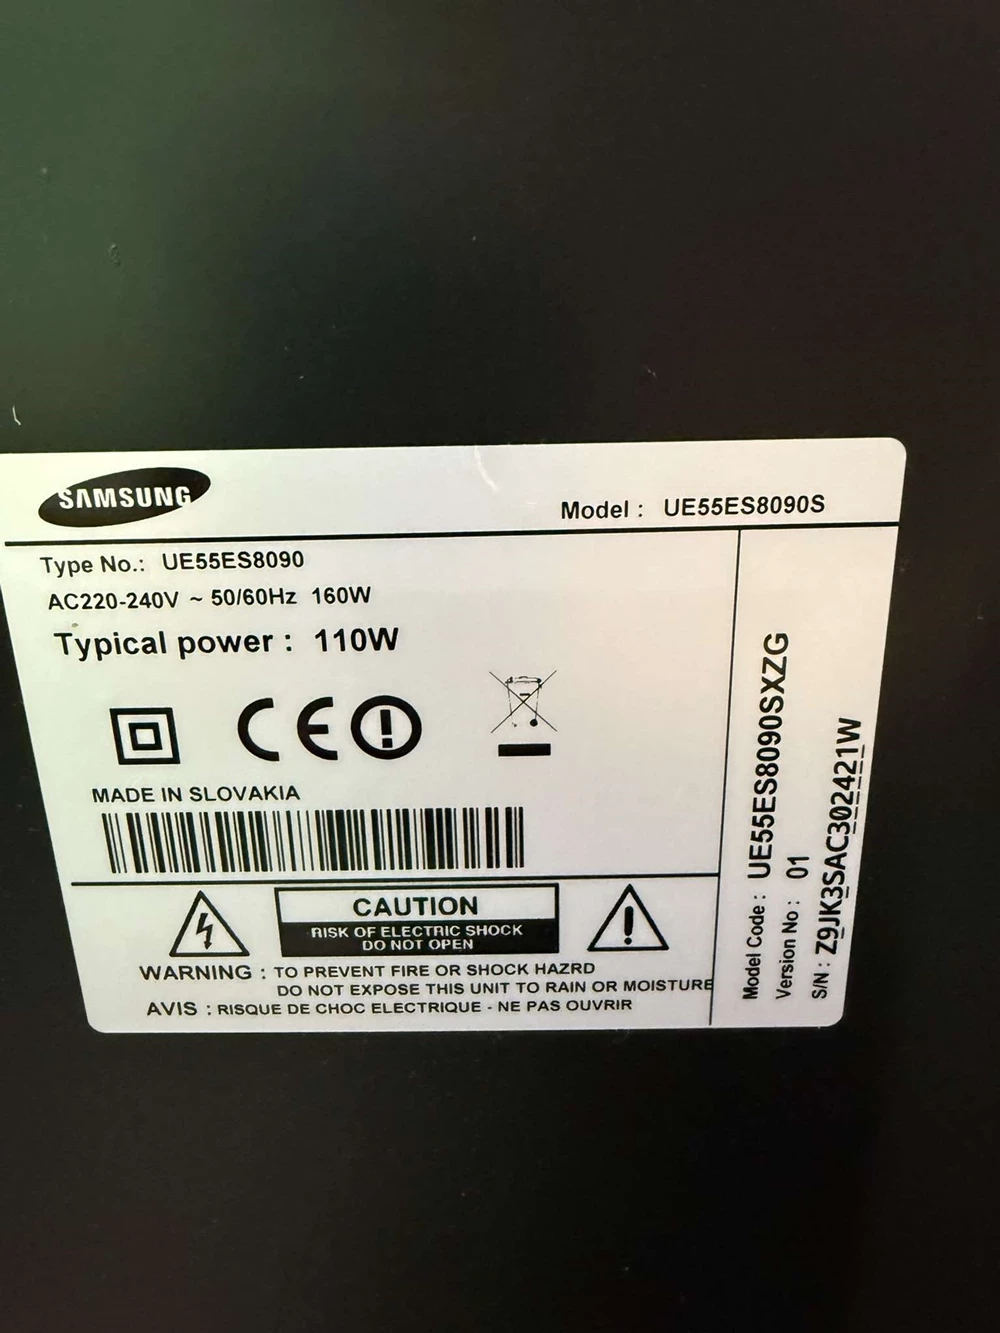 SAMSUNG
Model : UE55ES8090S
Type No.: UE55ES8090
AC220-240V ~ 50/60Hz 160W
Typical power : 110W
CE
MADE IN SLOVAKIA
CAUTION
RISK OF ELECTRIC SHOCK
DO NOT OPEN
WARNING : TO PREVENT FIRE OR SHOCK HAZRD
DO NOT EXPOSE THIS UNIT TO RAIN OR MOISTURE
AVIS : RISQUE DE CHOC ELECTRIQUE - NE PAS OUVRIR
Model Code : UE55ES8090SXZG
Version No : 01
S/N : Z9JK3SAC302421W